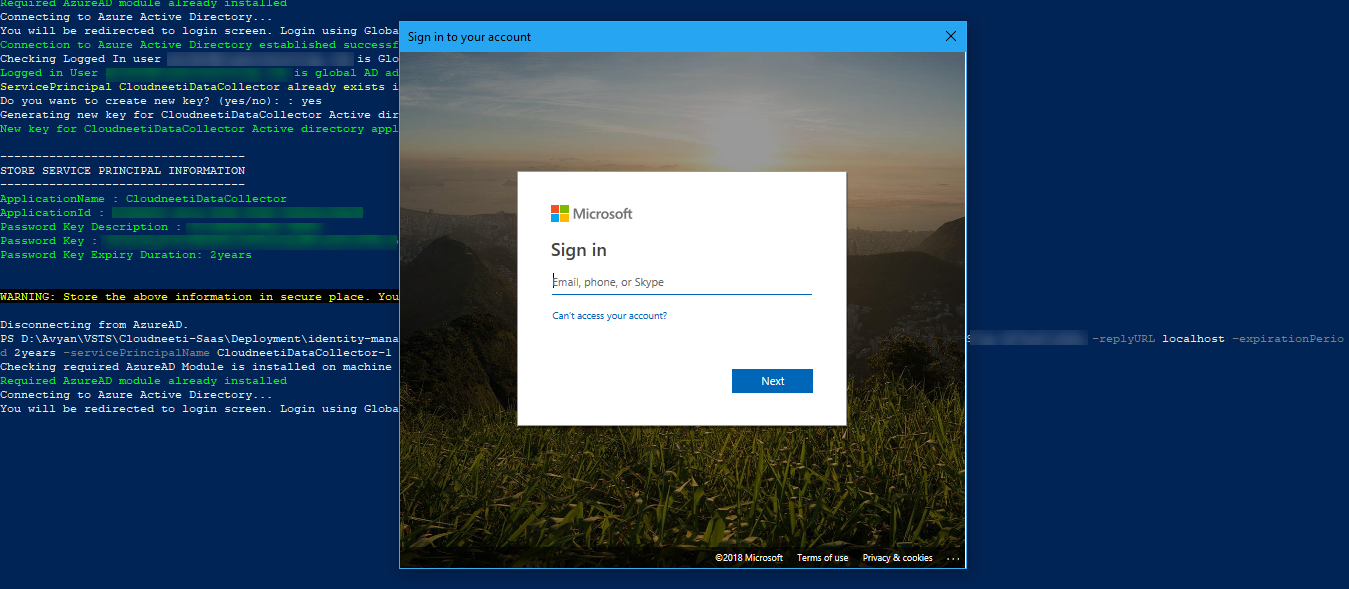 Required AzureAD module already installed
Connecting to Azure Active Directory...
You will be redirected to login screen. Login using Globa
Connection to Azure Active Directory established successf
Checking Logged In user is Glo
Logged in User is global AD ad
ServicePrincipal CloudneetiDataCollector already exists i
Do you want to create new key? (yes/no): : yes
Generating new key for CloudneetiDataCollector Active dir
New key for CloudneetiDataCollector Active directory appl
-----------------------------------
STORE SERVICE PRINCIPAL INFORMATION
-----------------------------------
ApplicationName : CloudneetiDataCollector
ApplicationId :
Password Key Description :
Password Key :
Password Key Expiry Duration: 2years
WARNING: Store the above information in secure place. You
Disconnecting from AzureAD.
PS D:\Avyan\VSTS\Cloudneeti-Saas\Deployment\identity-mana -replyURL localhost -expirationPerio
d 2years -servicePrincipalName CloudneetiDataCollector-1
Checking required AzureAD Module is installed on machine
Required AzureAD module already installed
Connecting to Azure Active Directory...
You will be redirected to login screen. Login using Globa
Sign in to your account
Microsoft
Sign in
Email, phone, or Skype
Can't access your account?
Next
©2018 Microsoft Terms of use Privacy & cookies ...